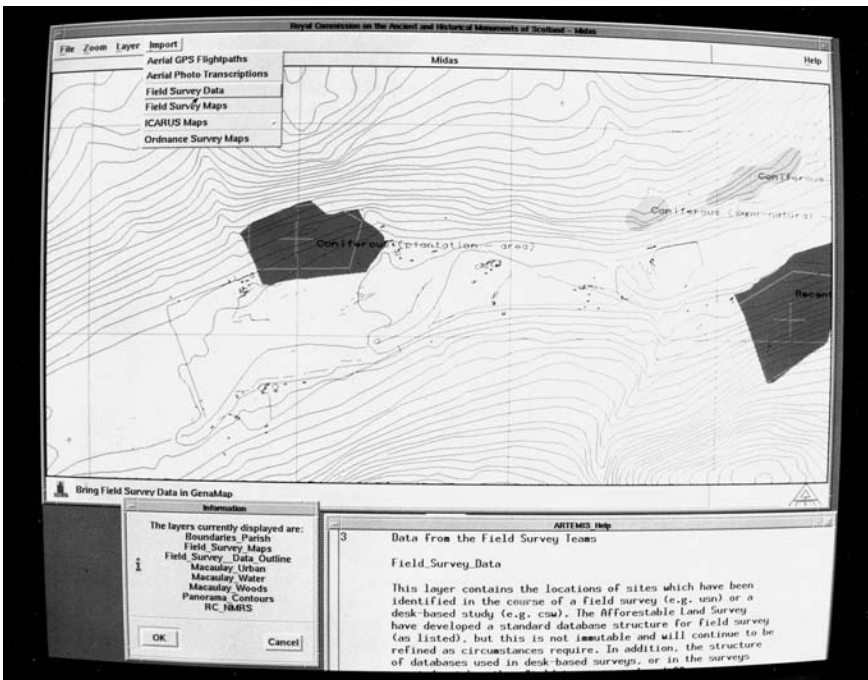 Royal Commission on the Ancient and Historical Monuments of Scotland - Midas
File Zoom Layer Import
Midas
Help
Aerial GPS Flightpaths
Aerial Photo Transcriptions
Field Survey Data
Field Survey Maps
ICARUS Maps
Ordnance Survey Maps
Coniferous
Coniferous (semi-natural -
Coniferous (plantation - area)
Recent
Bring Field Survey Data in GenaMap
Information
The layers currently displayed are:
Boundaries_Parish
Field_Survey_Maps
Field_Survey_Data_Outline
Macaulay_Urban
Macaulay_Water
Macaulay_Woods
Panorama_Contours
RC_NMRS
OK
Cancel
ARTEMIS_Help
3 Data from the Field Survey Teams
Field_Survey_Data
This layer contains the locations of sites which have been
identified in the course of a field survey (e.g. usn) or a
desk-based study (e.g. csw). The Afforestable Land Survey
have developed a standard database structure for field survey
(as listed), but this is not immutable and will continue to be
refined as circumstances require. In addition, the structure
of databases used in desk-based surveys, or in the surveys